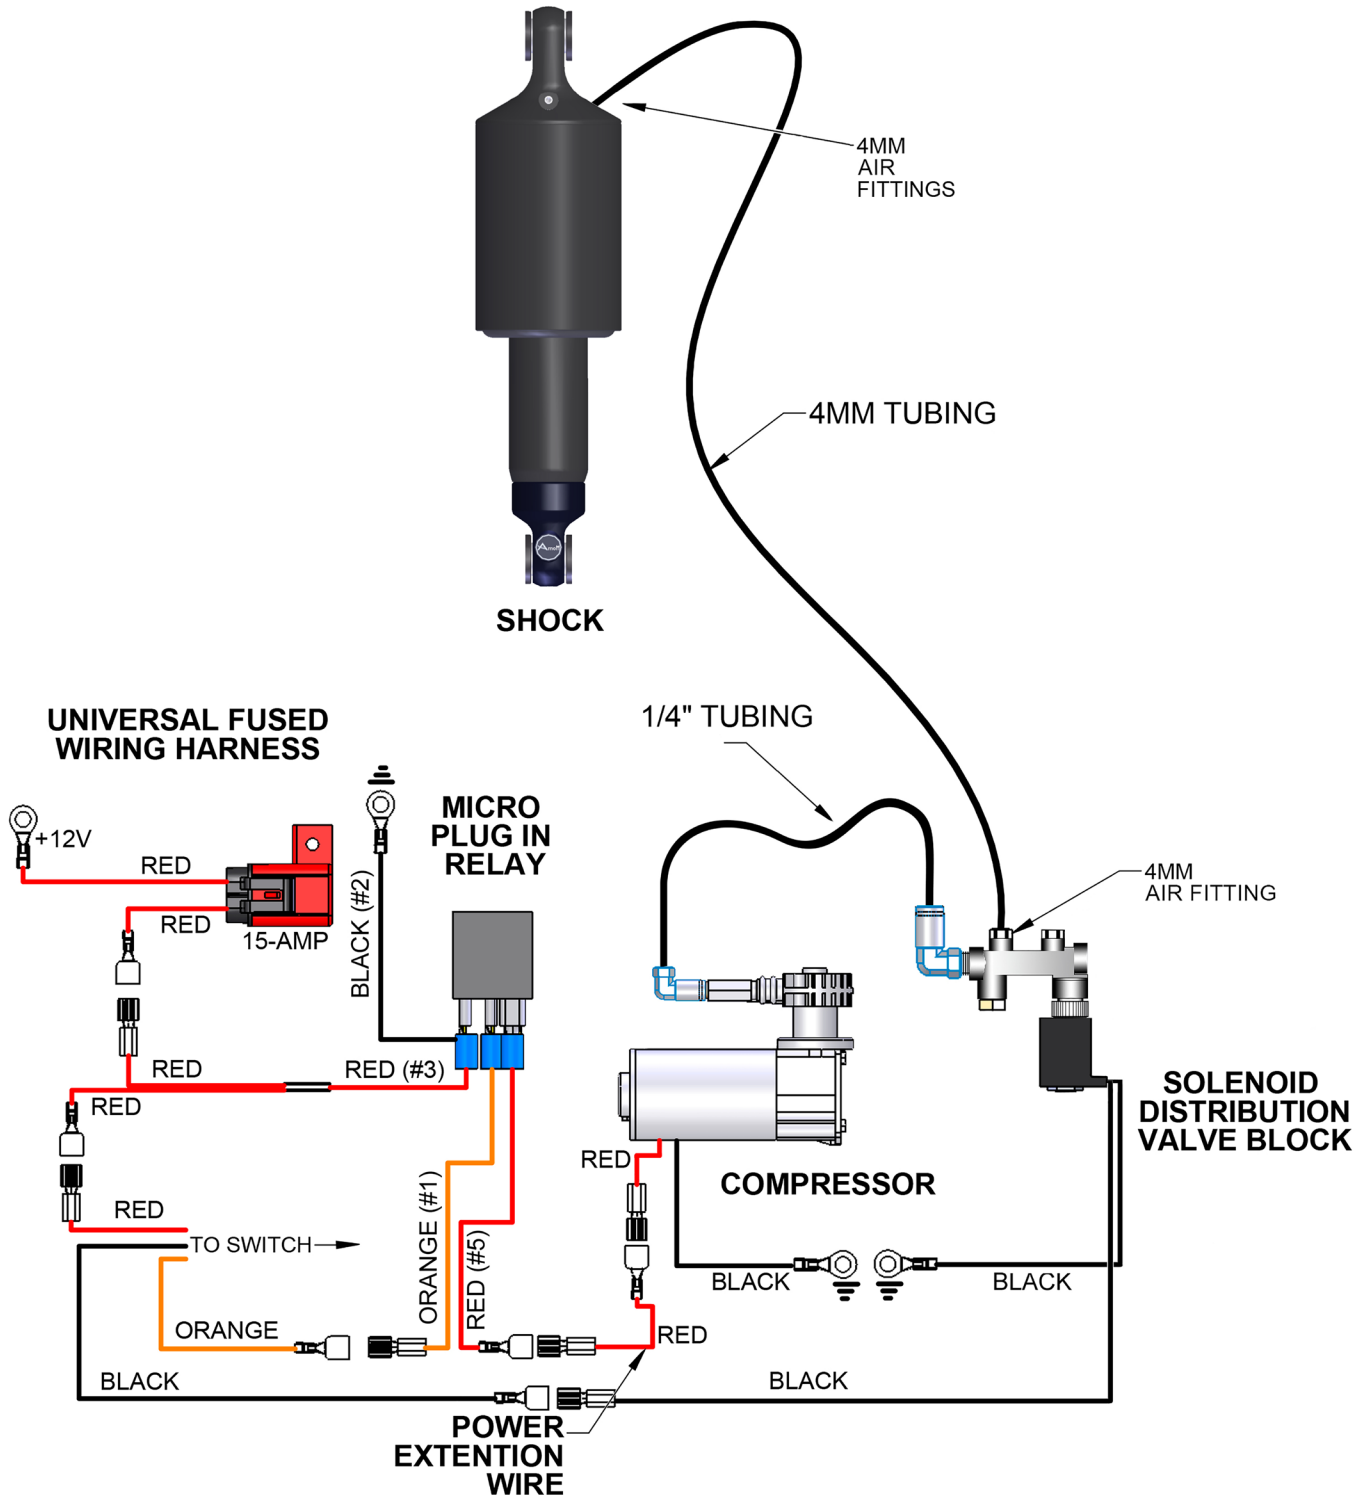 4MM
AIR
FITTINGS
4MM TUBING
SHOCK
1/4" TUBING
UNIVERSAL FUSED
WIRING HARNESS
+12V
RED
RED
15-AMP
BLACK (#2)
MICRO
PLUG IN
RELAY
4MM
AIR FITTING
RED
RED (#3)
RED
SOLENOID
DISTRIBUTION
VALVE BLOCK
COMPRESSOR
RED
RED
TO SWITCH
ORANGE (#1)
RED (#5)
BLACK
BLACK
ORANGE
RED
BLACK
BLACK
POWER
EXTENTION
WIRE